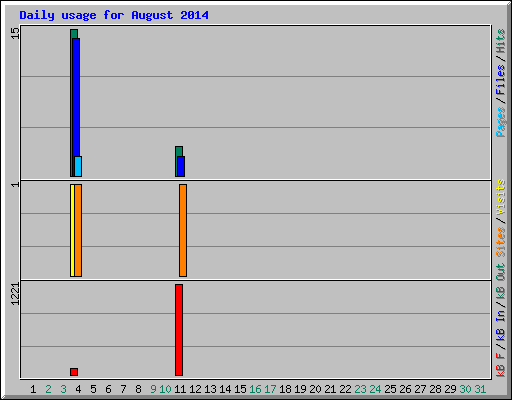 Daily usage for August 2014
15
Pages / Files / Hits
1
Sites / Visits
1221
kB F / kB In / kB Out
1 2 3 4 5 6 7 8 9 10 11 12 13 14 15 16 17 18 19 20 21 22 23 24 25 26 27 28 29 30 31